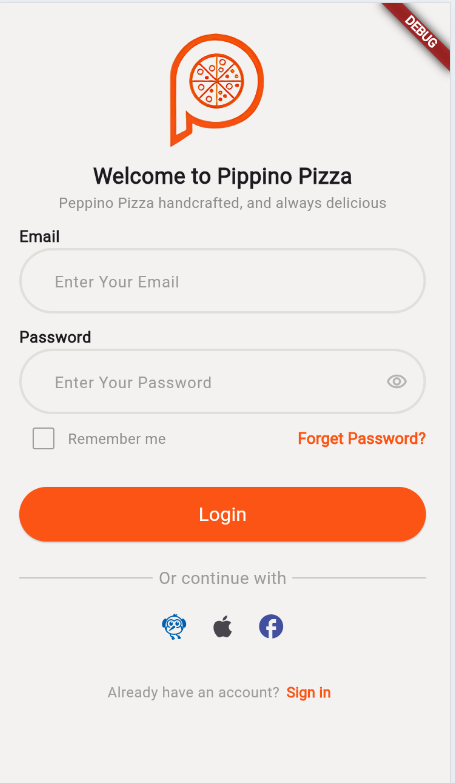 DEBUG
Welcome to Pippino Pizza
Peppino Pizza handcrafted, and always delicious
Email
Enter Your Email
Password
Enter Your Password
Remember me Forget Password?
Login
Or continue with
Already have an account? Sign in